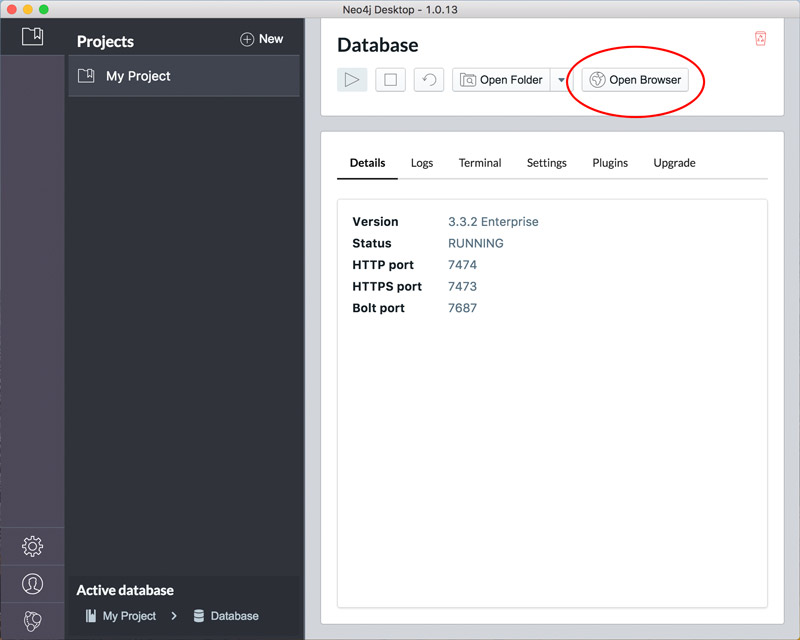 Neo4j Desktop - 1.0.13
Projects
New
My Project
Active database
My Project > Database
Database
Open Folder
Open Browser
Details Logs Terminal Settings Plugins Upgrade
Version 3.3.2 Enterprise
Status RUNNING
HTTP port 7474
HTTPS port 7473
Bolt port 7687